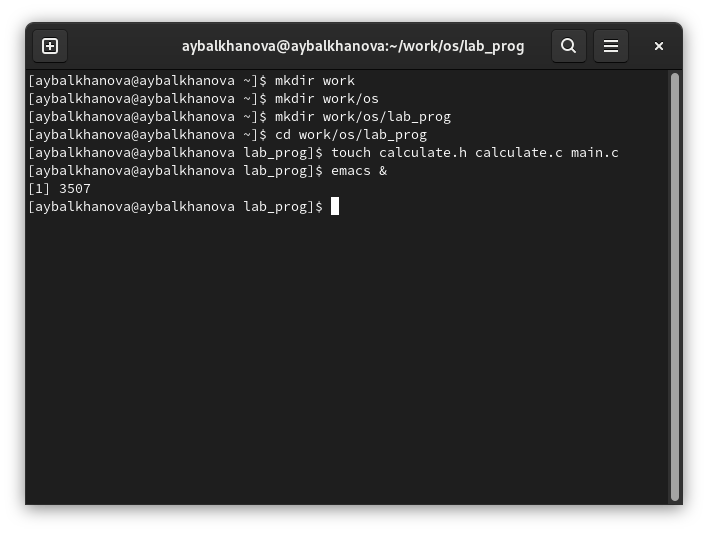 aybalkhanova@aybalkhanova:~/work/os/lab_prog
[aybalkhanova@aybalkhanova ~]$ mkdir work
[aybalkhanova@aybalkhanova ~]$ mkdir work/os
[aybalkhanova@aybalkhanova ~]$ mkdir work/os/lab_prog
[aybalkhanova@aybalkhanova ~]$ cd work/os/lab_prog
[aybalkhanova@aybalkhanova lab_prog]$ touch calculate.h calculate.c main.c
[aybalkhanova@aybalkhanova lab_prog]$ emacs &
[1] 3507
[aybalkhanova@aybalkhanova lab_prog]$